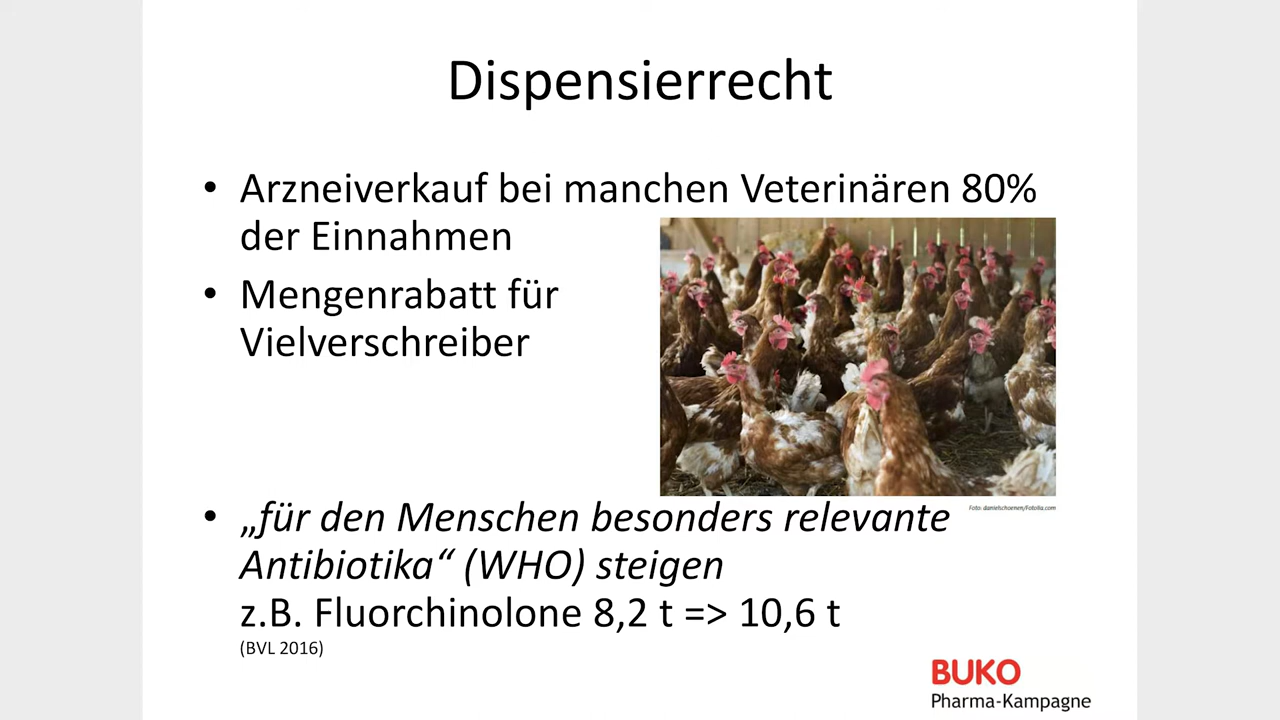 Dispensierrecht
• Arzneiverkauf bei manchen Veterinären 80%
der Einnahmen
• Mengenrabatt für
Vielverschreiber
Foto: danielschoenen/Fotolia.com
• „für den Menschen besonders relevante
Antibiotika“ (WHO) steigen
z.B. Fluorchinolone 8,2 t => 10,6 t
(BVL 2016)
BUKO
Pharma-Kampagne